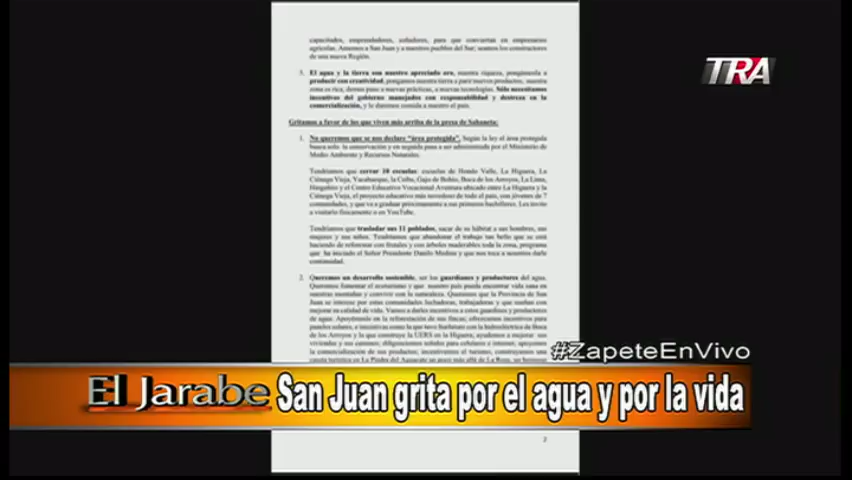 capacitados, emprendedores, soñadores, para que conviertan en empresarios
agrícolas. Amemos a San Juan y a nuestros pueblos del Sur; seamos los constructores
de una nueva Región.
TRA
3. El agua y la tierra son nuestro apreciado oro, nuestra riqueza, pongámosla a
producir con creatividad, pongamos nuestra tierra a parir nuevos productos, nuestra
zona es rica, demos paso a nuevas prácticas, a nuevas tecnologías. Sólo necesitamos
incentivos del gobierno manejados con responsabilidad y destreza en la
comercialización, y le daremos comida a nuestro el país.
Gritamos a favor de los que viven más arriba de la presa de Sabaneta:
1. No queremos que se nos declare "área protegida". Según la ley el área protegida
busca solo la conservación y en seguida pasa a ser administrada por el Ministerio de
Medio Ambiente y Recursos Naturales.
Tendríamos que cerrar 10 escuelas: escuelas de Hondo Valle, La Higuera, La
Ciénaga Vieja, Yacahueque, la Cribo, Gajo de Bohío, Boca de los Arroyos, La Lima,
y el Centro Educativo Vocacional Aventura ubicado entre La Higuera y la
Ciénaga Vieja, el proyecto educativo más novedoso de todo el país, con jóvenes de 7
comunidades, y que va a graduar próximamente a sus primeros bachilleres. Les invito
a visitarlo físicamente o en YouTube.
Tendríamos que trasladar sus 11 poblados, sacar de su hábitat a sus hombres, sus
mujeres y sus niños. Tendríamos que abandonar el trabajo tan bello que se está
haciendo de reforestar con frutales y con árboles maderables toda la zona, programa
que ha iniciado el Señor Presidente Danilo Medina y que nos toca a nosotros darle
continuidad.
2. Queremos un desarrollo sostenible, ser los guardianes y productores del agua.
Queremos fomentar el ecoturismo y que nuestro país pueda encontrar vida sana en
nuestras montañas y convivir con la naturaleza. Queremos que la Provincia de San
Juan se interese por estas comunidades luchadoras, trabajadoras y que sueñan
con mejorar su calidad de vida. Vamos a darles incentivos a estos guardianes y productores
de agua. Apoyándoles en la reforestación de sus fincas; ofrezcamos incentivos para
paneles solares, a iniciativas como la que tuvo con la hidroeléctrica de Boca
de los Arroyos y la que construye la UERS en la Higuera; ayudemos a mejorar sus
viviendas y sus caminos; señales para celulares e internet; apoyemos
la comercialización de sus productos; incentivemos el turismo, construyamos una
caseta turística en La Piedra del Aguacate un poco más allá de La Rosa,
#ZapeteEnVivo
El Jarabe
San Juan grita por el agua y por la vida
2